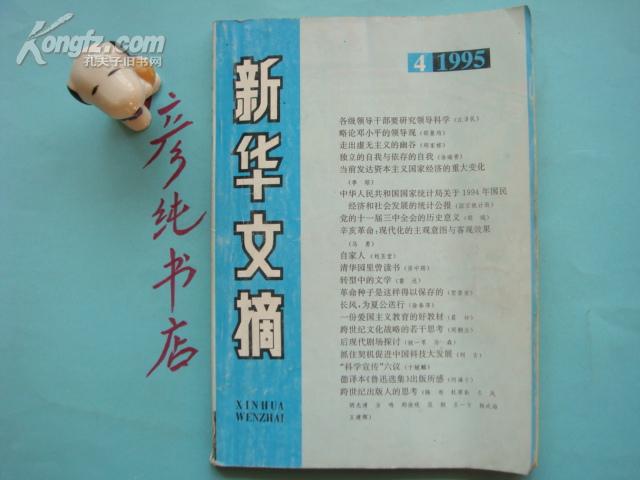 Kongfz.com
孔夫子旧书网
彦纯书店
新华文摘
XINHUA
WENZHAI
4 1995
各级领导干部要研究领导科学（江泽民）
略论邓小平的领导观
走出虚无主义的幽谷
独立的自我与依存的自我
当前发达资本主义国家经济的重大变化
中华人民共和国国家统计局关于1994年国民
经济和社会发展的统计公报（国家统计局）
党的十一届三中全会的历史意义
辛亥革命：现代化的主观意图与客观效果
（马勇）
自家人
清华园里曾读书
转型中的文学
革命种子是这样得以保存的
长风，为夏公送行
一份爱国主义教育的好教材
跨世纪文化战略的若干思考
后现代剧场探讨
抓住契机促进中国科技大发展
“科学宣传”六议
德译本《鲁迅选集》出版所感
跨世纪出版人的思考